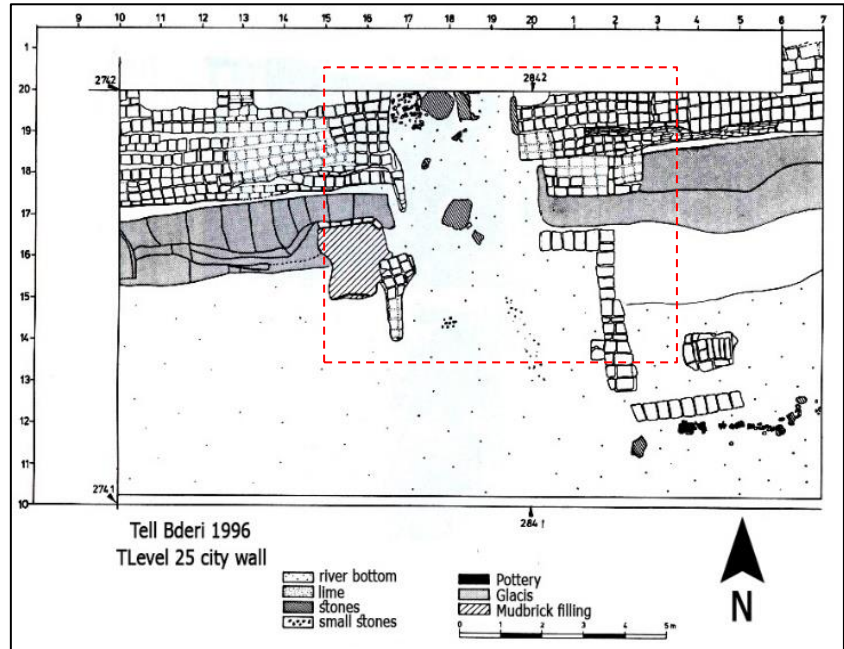 10 11 12 13 14 15 16 17 18 19 20 1 2 3 4 5 6 7
1
2742
2842
20
19
18
17
16
15
14
13
12
11
2741
10
2841
Tell Bderi 1996
TLevel 25 city wall
river bottom
lime
stones
small stones
Pottery
Glacis
Mudbrick filling
0 1 2 3 4 5 m
N